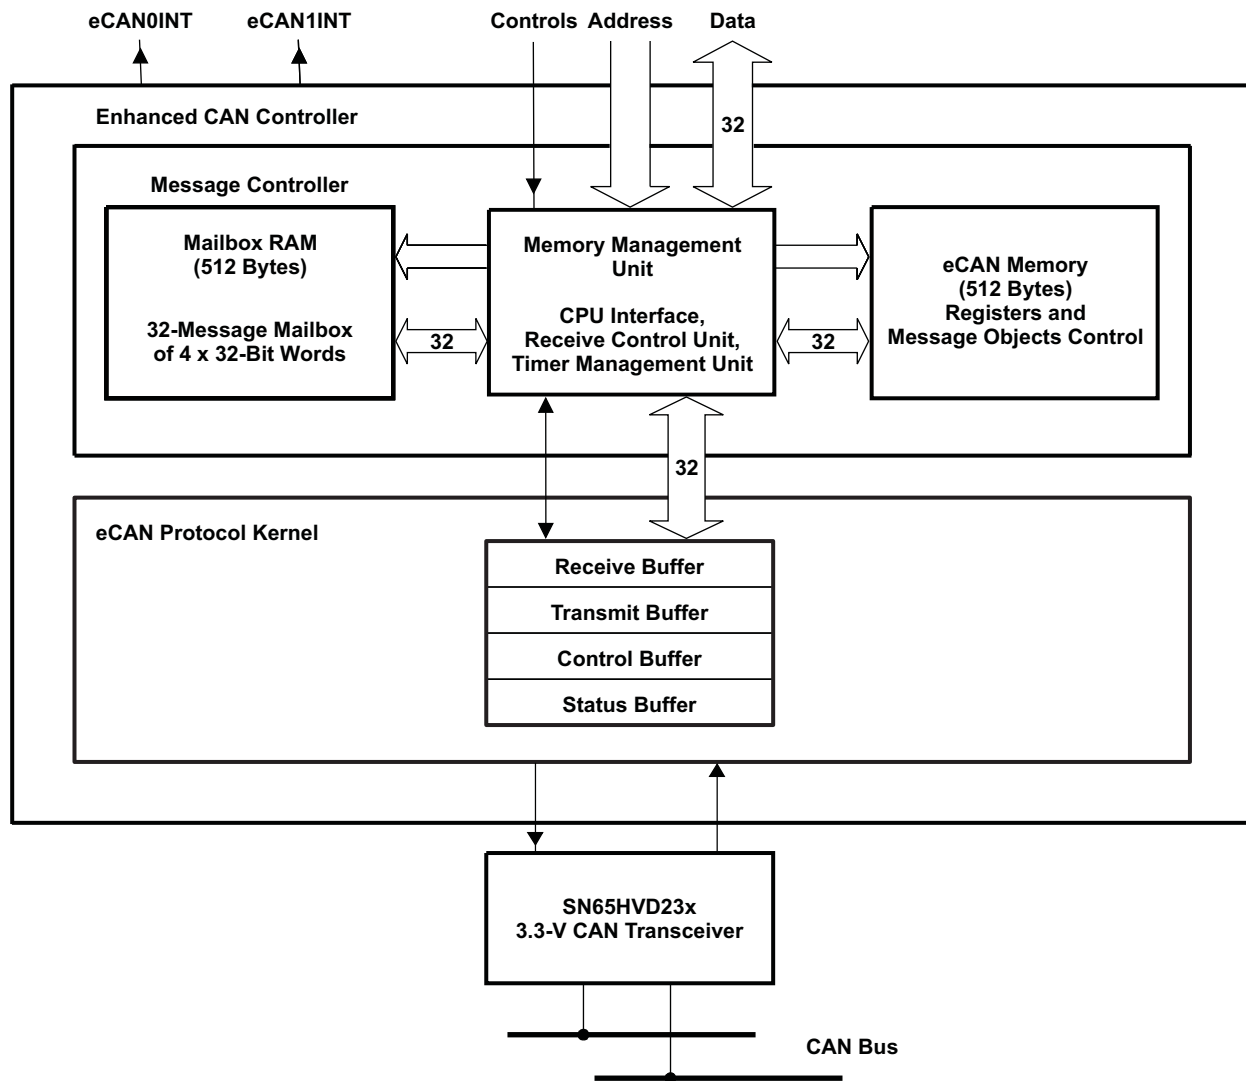 eCAN0INT
eCAN1INT
Controls
Address
Data
32
Enhanced CAN Controller
Message Controller
Mailbox RAM
(512 Bytes)
32-Message Mailbox
of 4 x 32-Bit Words
32
Memory Management
Unit
CPU Interface,
Receive Control Unit,
Timer Management Unit
32
eCAN Memory
(512 Bytes)
Registers and
Message Objects Control
32
eCAN Protocol Kernel
Receive Buffer
Transmit Buffer
Control Buffer
Status Buffer
SN65HVD23x
3.3-V CAN Transceiver
CAN Bus